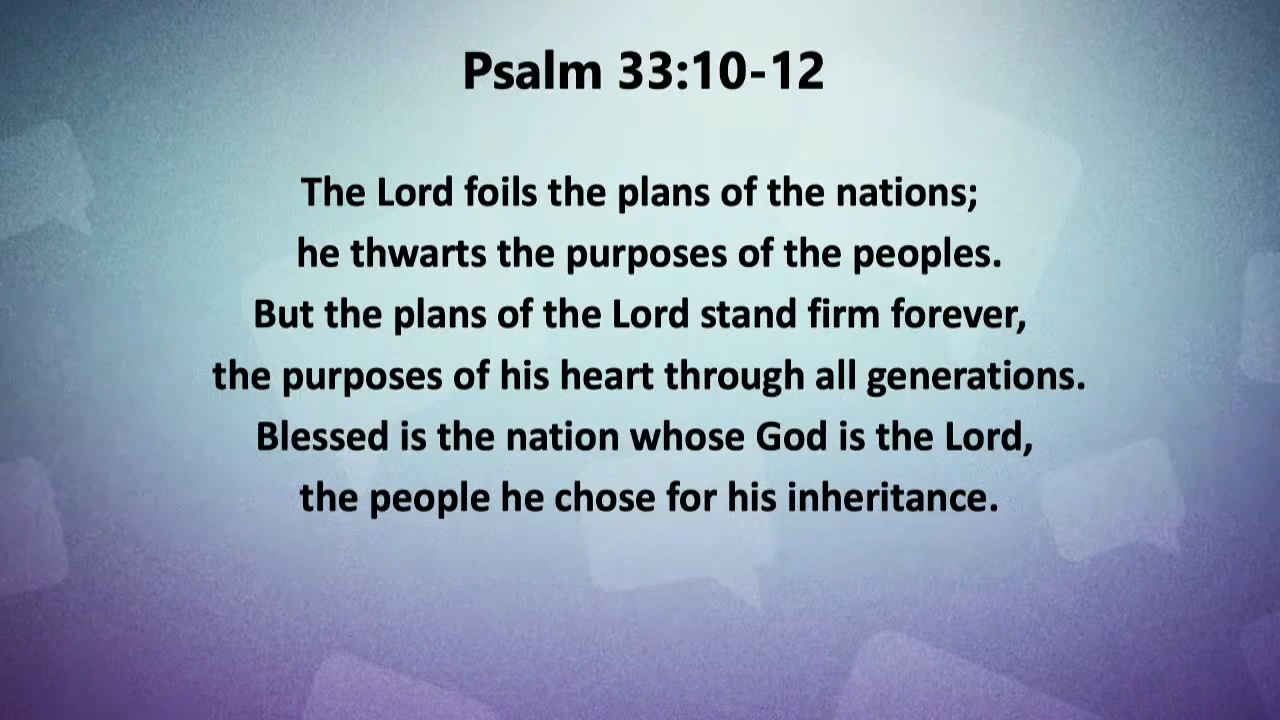 Psalm 33:10-12
The Lord foils the plans of the nations;
he thwarts the purposes of the peoples.
But the plans of the Lord stand firm forever,
the purposes of his heart through all generations.
Blessed is the nation whose God is the Lord,
the people he chose for his inheritance.